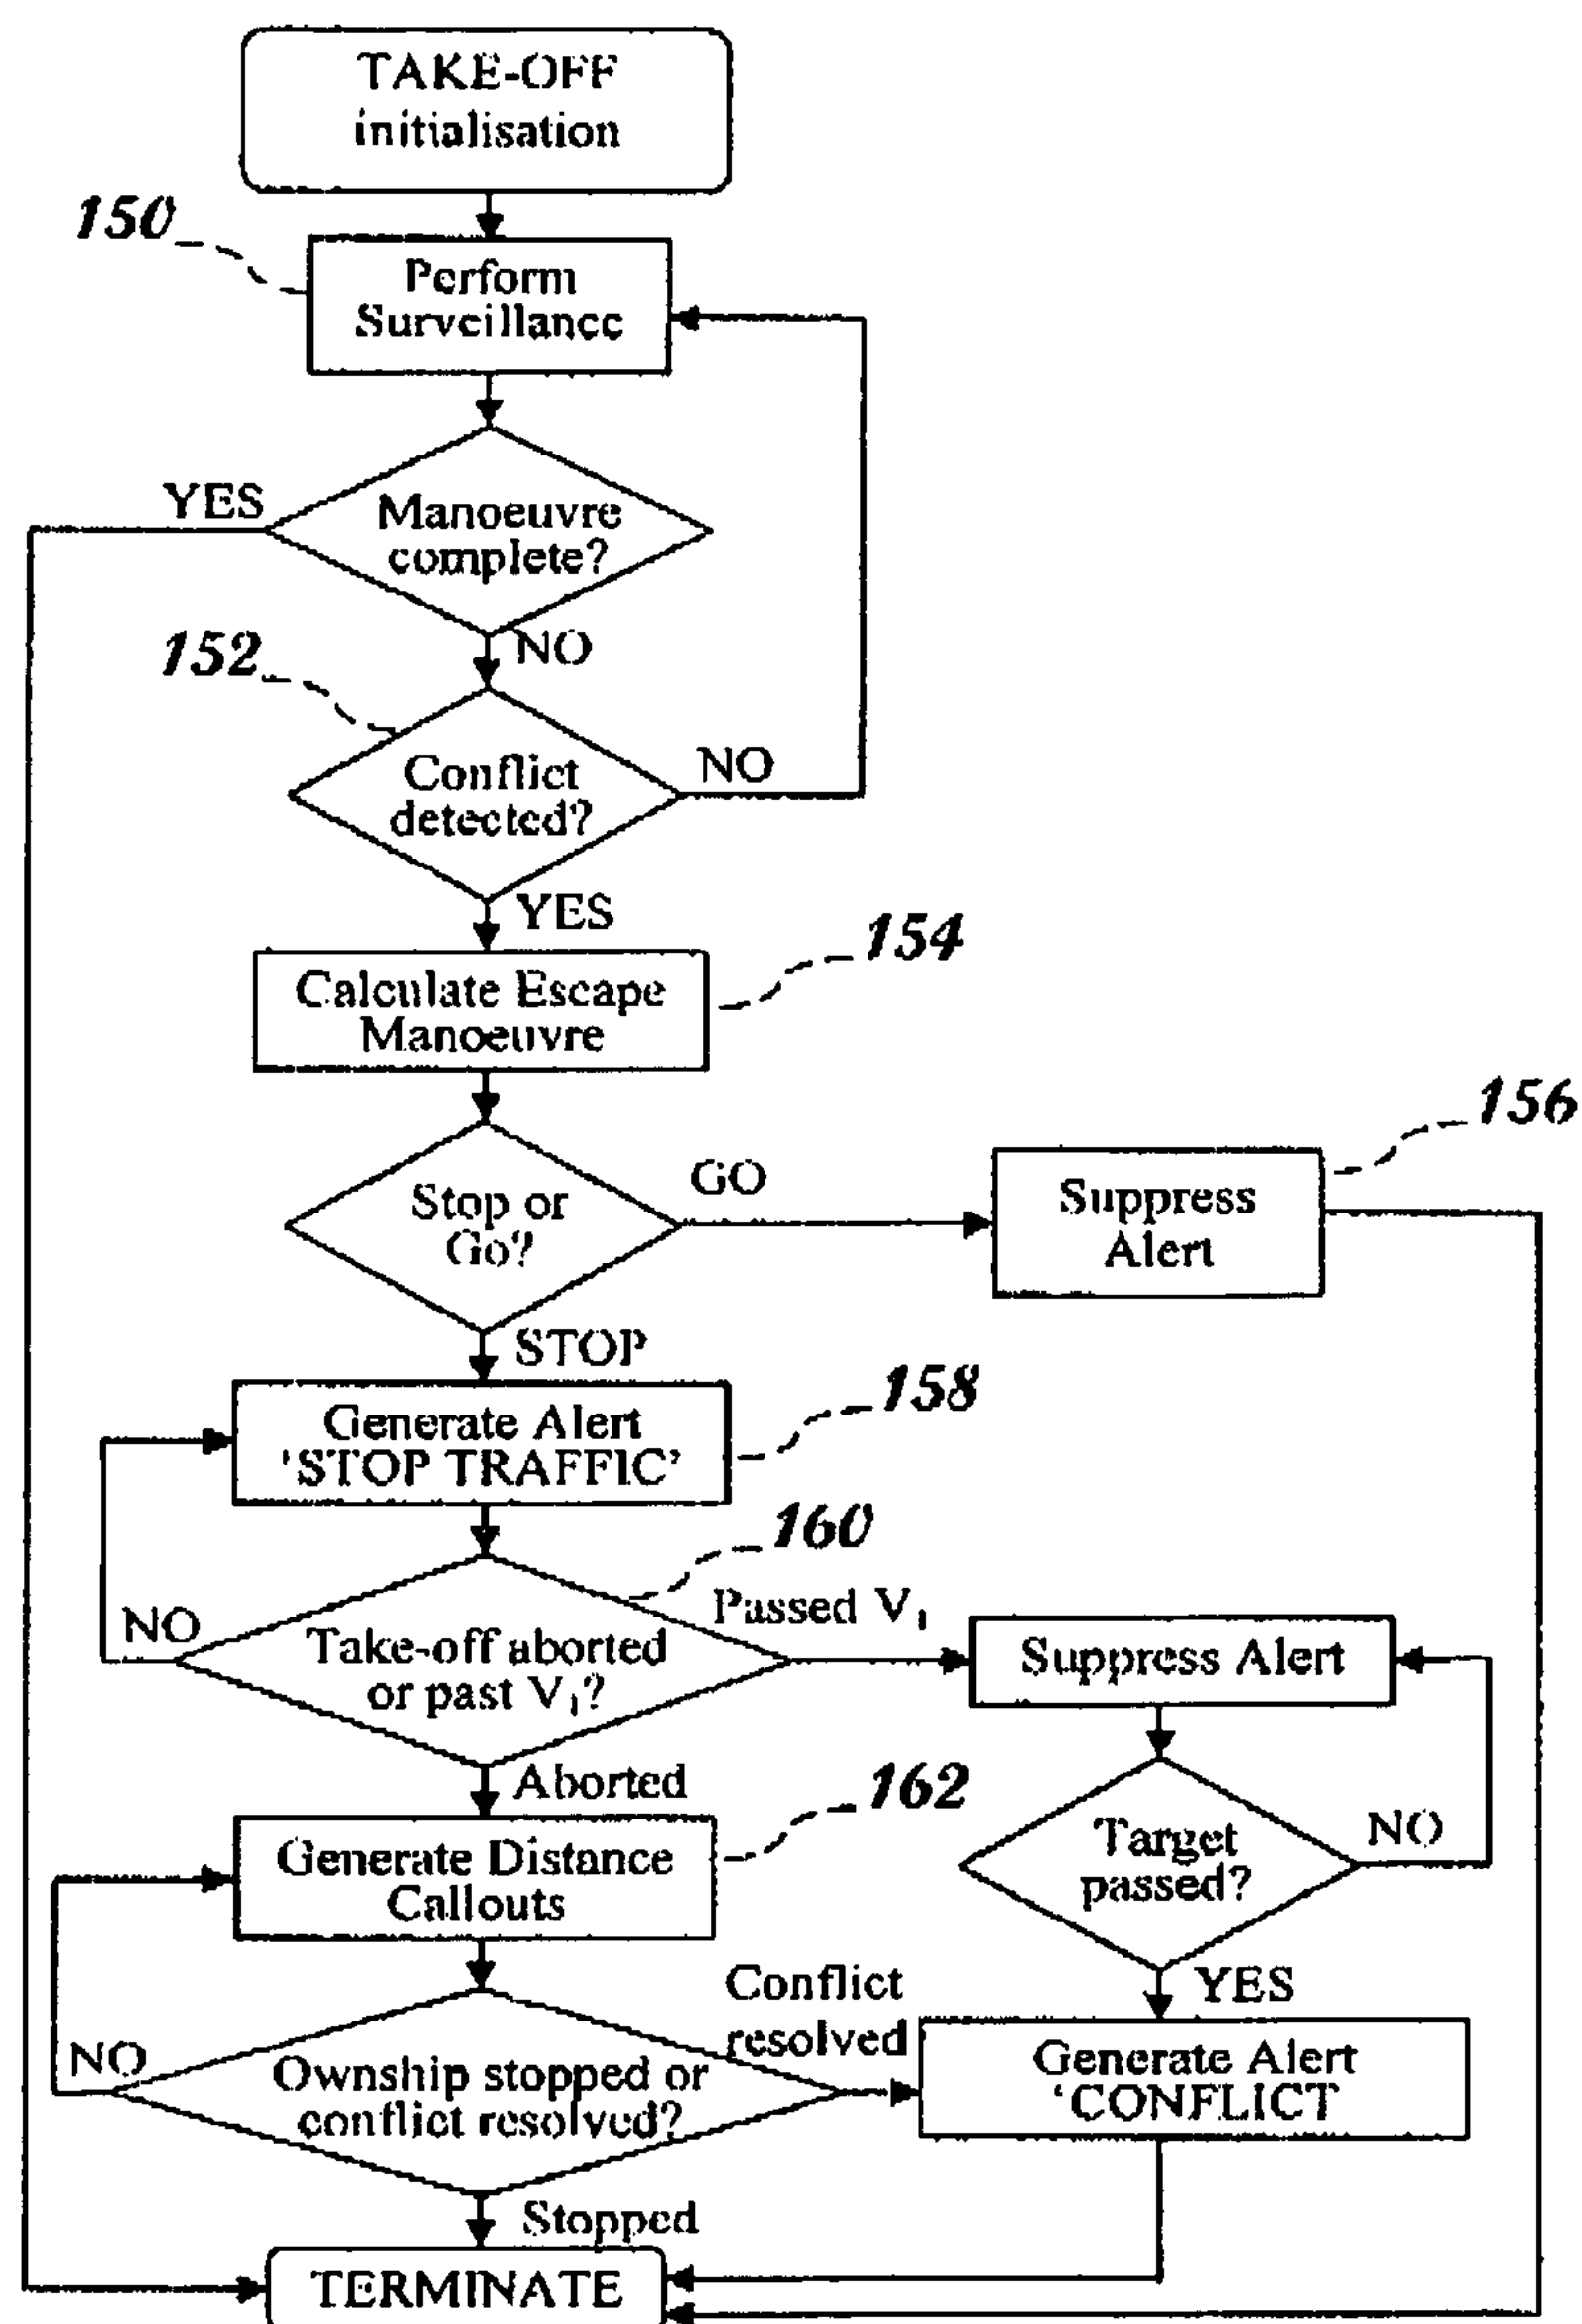 TAKE-OFF
initialisation
150
Perform
Surveillance
YES
Manoeuvre
complete?
NO
152
Conflict
detected?
NO
YES
154
Calculate Escape
Manoeuvre
156
Stop or
Go?
GO
Suppress
Alert
STOP
158
Generate Alert
'STOP TRAFFIC'
160
NO
Take-off aborted
or past V1?
Passed V1
Suppress Alert
Aborted
162
Generate Distance
Callouts
Target
passed?
NO
YES
Conflict
resolved
NO
Ownship stopped or
conflict resolved?
Generate Alert
'CONFLICT
Stopped
TERMINATE